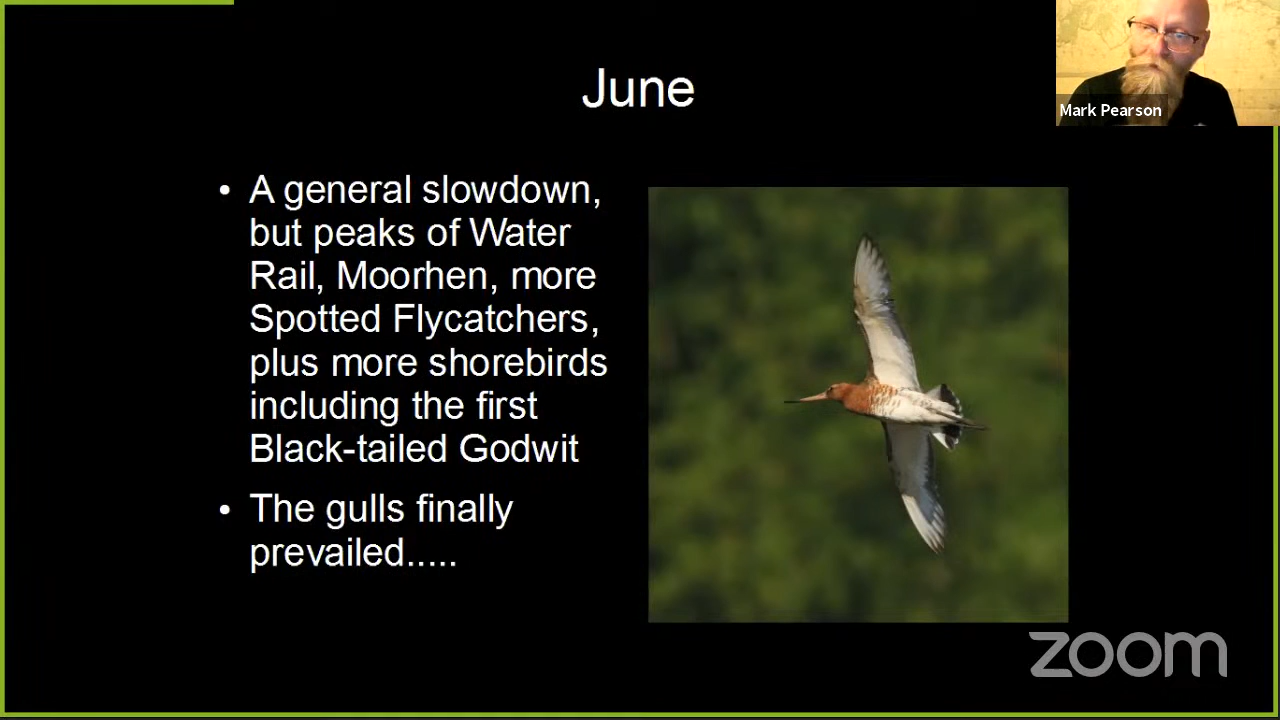 June
Mark Pearson
• A general slowdown,
but peaks of Water
Rail, Moorhen, more
Spotted Flycatchers,
plus more shorebirds
including the first
Black-tailed Godwit
• The gulls finally
prevailed.....
zoom